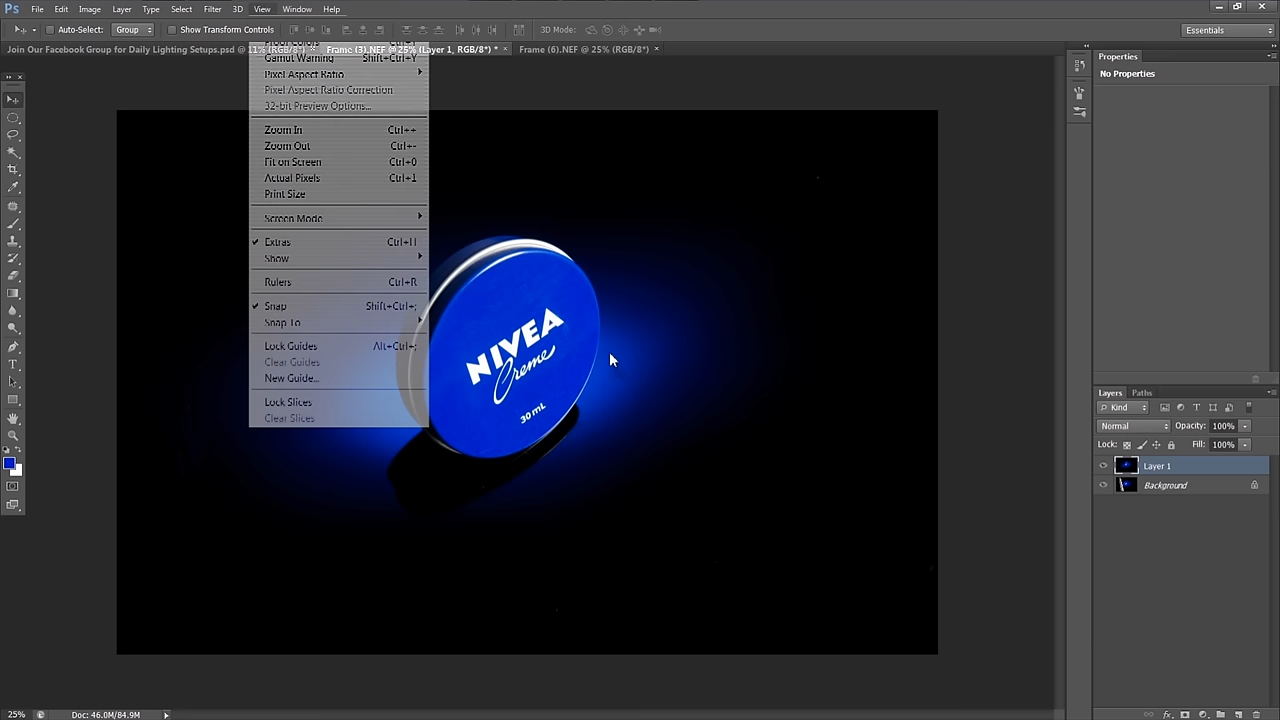 Ps File Edit Image Layer Type Select Filter 3D View Window Help
Auto-Select: Group Show Transform Controls 3D Mode: Essentials
Join Our Facebook Group for Daily Lighting Setups.psd @ 11% (RGB/8*) × Frame (3).NEF @ 25% (Layer 1, RGB/8*) * × Frame (6).NEF @ 25% (RGB/8*) ×
Gamut Warning Shift+Ctrl+Y
Pixel Aspect Ratio
Pixel Aspect Ratio Correction
32-bit Preview Options...
Zoom In Ctrl++
Zoom Out Ctrl+-
Fit on Screen Ctrl+0
Actual Pixels Ctrl+1
Print Size
Screen Mode
Extras Ctrl+H
Show
Rulers Ctrl+R
Snap Shift+Ctrl+;
Snap To
Lock Guides Alt+Ctrl+;
Clear Guides
New Guide...
Lock Slices
Clear Slices
NIVEA
Creme
30 mL
Properties
No Properties
Layers Paths
Kind
Normal Opacity: 100%
Lock: Fill: 100%
Layer 1
Background
25% Doc: 46.0M/84.9M